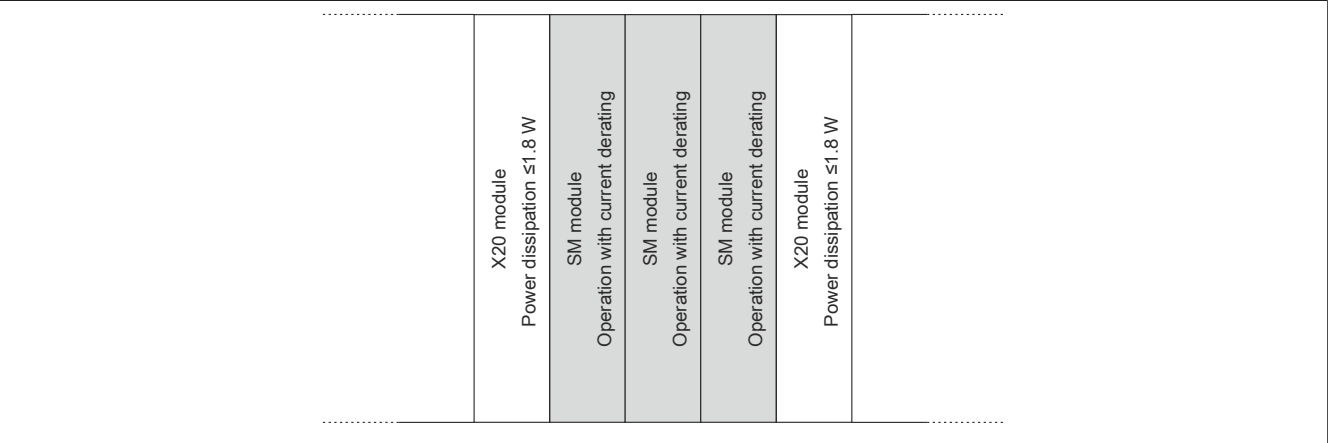 X20 module
Power dissipation ≤1.8 W
SM module
Operation with current derating
SM module
Operation with current derating
SM module
Operation with current derating
X20 module
Power dissipation ≤1.8 W